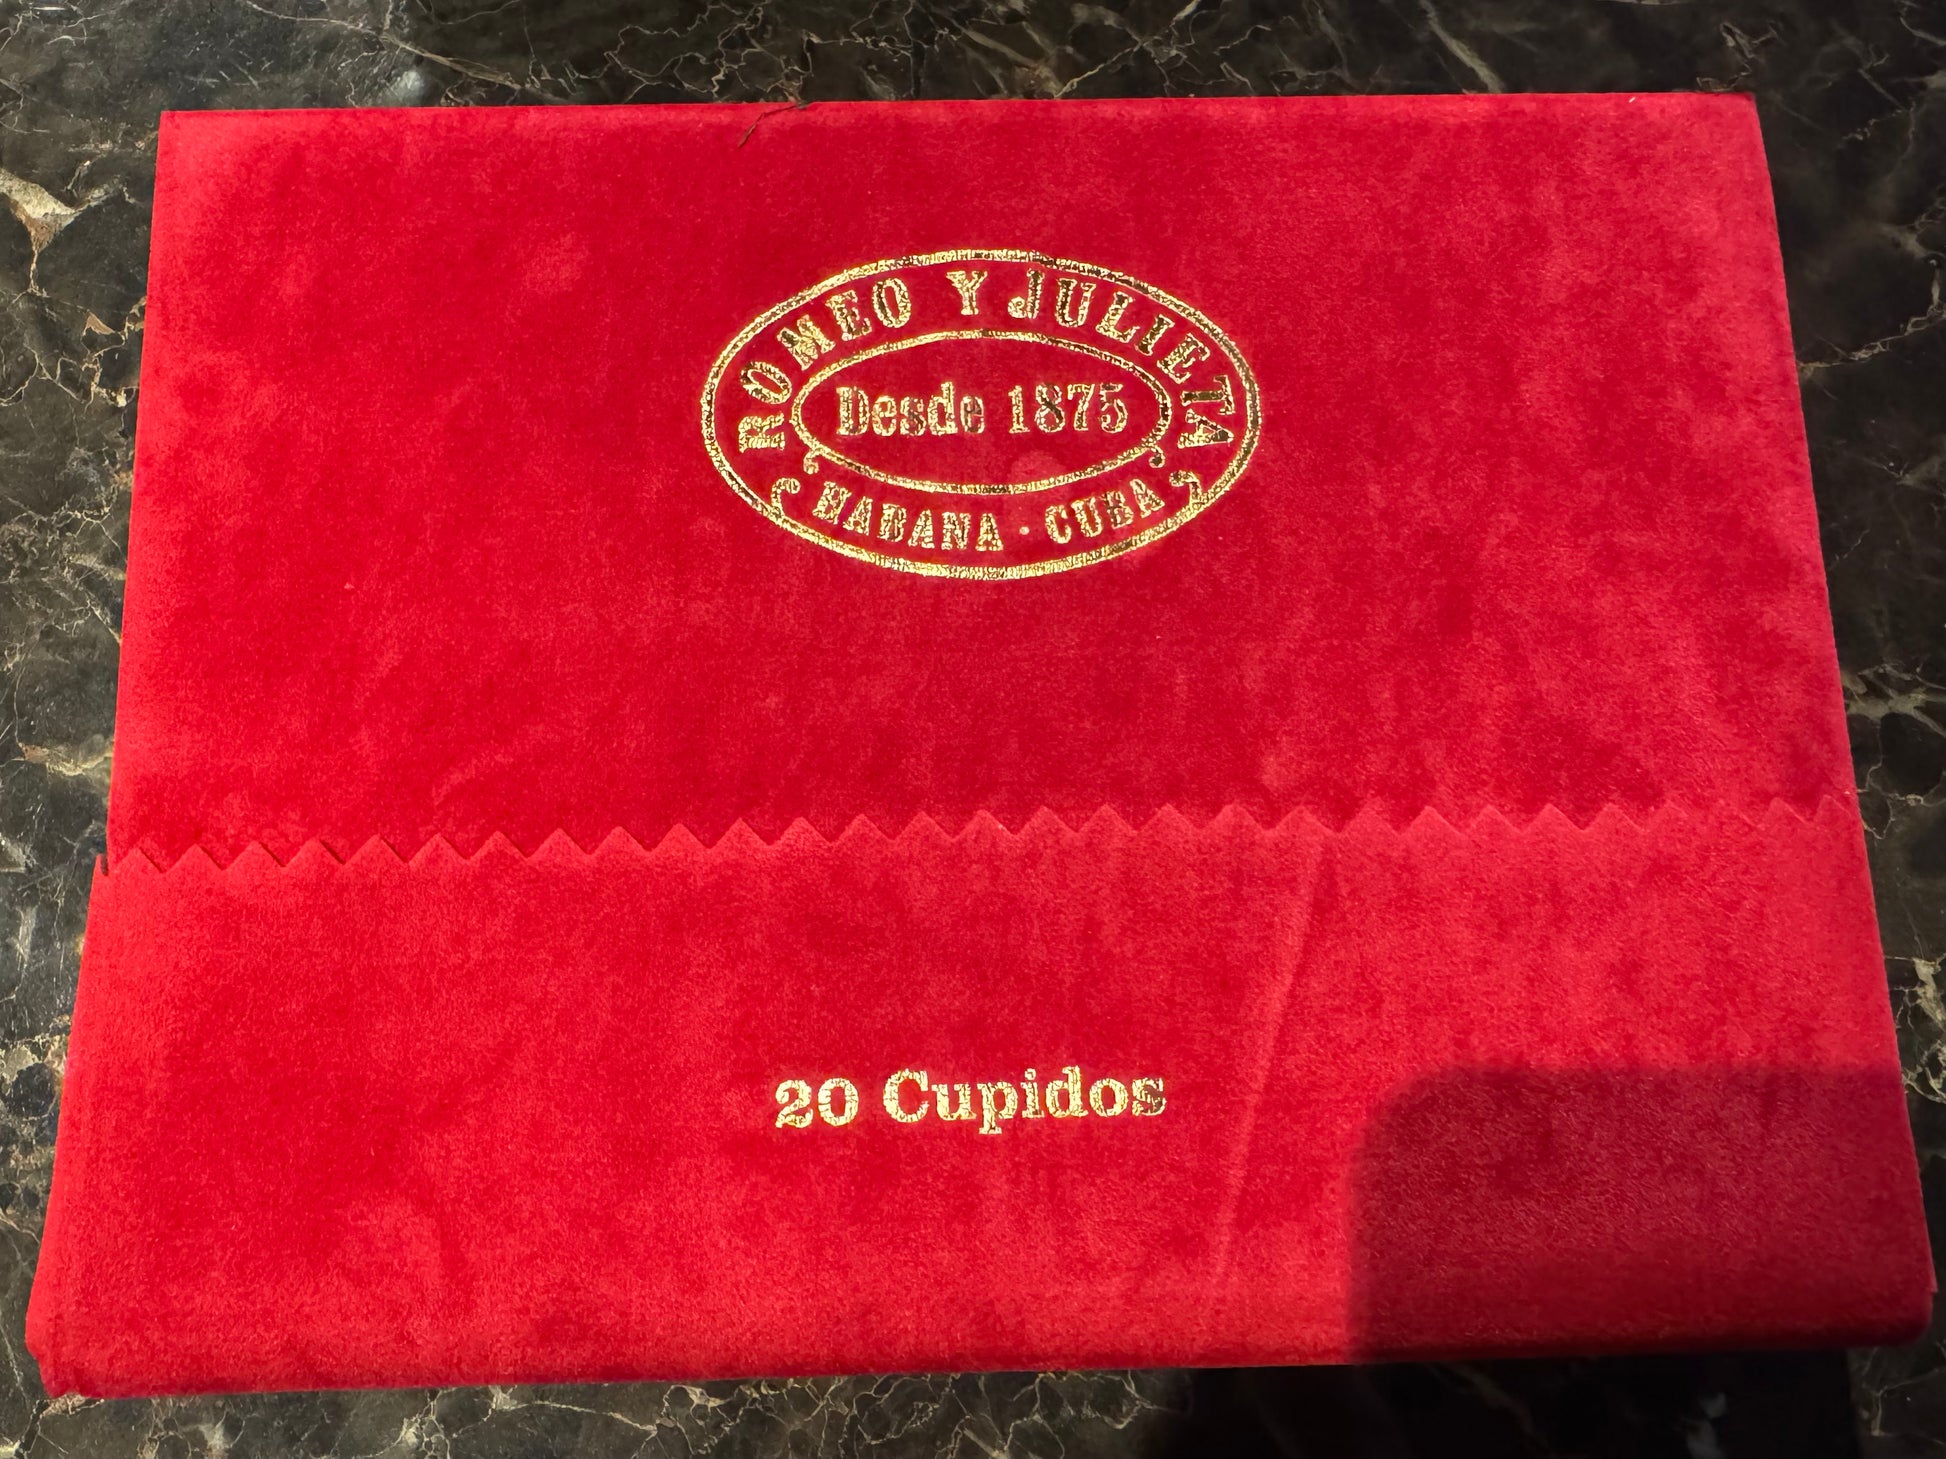 ROMEO Y JULIETA
Desde 1875
HABANA · CUBA
20 Cupidos